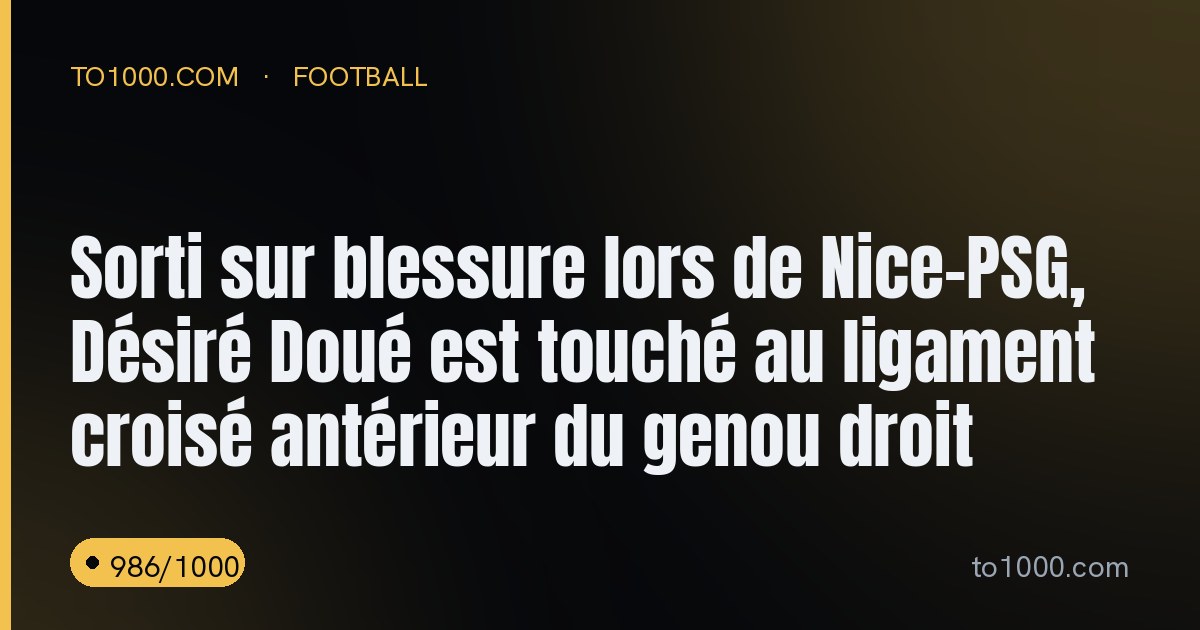 TO1000.COM · FOOTBALL
Sorti sur blessure lors de Nice-PSG,
Désiré Doué est touché au ligament
croisé antérieur du genou droit
986/1000
to1000.com